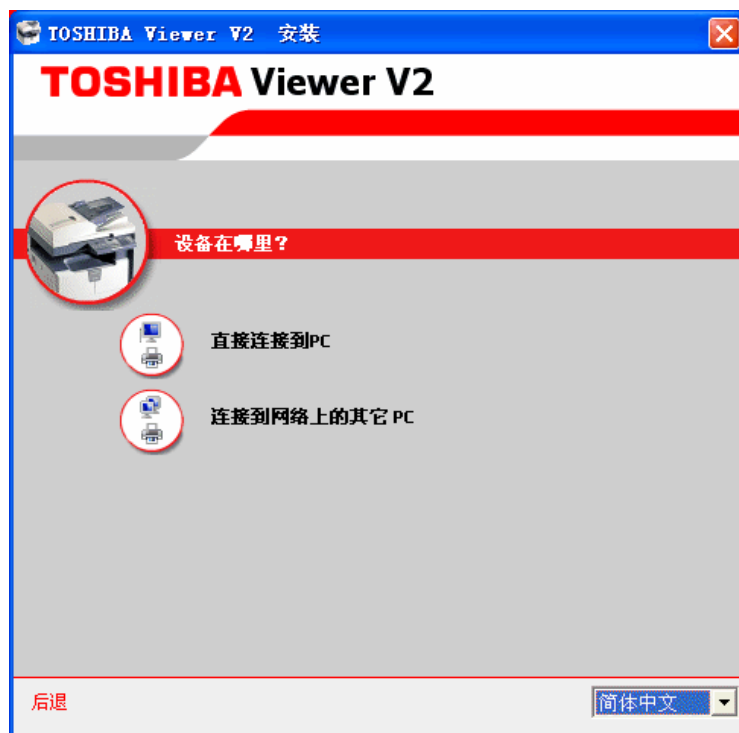 TOSHIBA Viewer V2 安装
TOSHIBA Viewer V2
设备在哪里?
直接连接到PC
连接到网络上的其它 PC
后退
简体中文